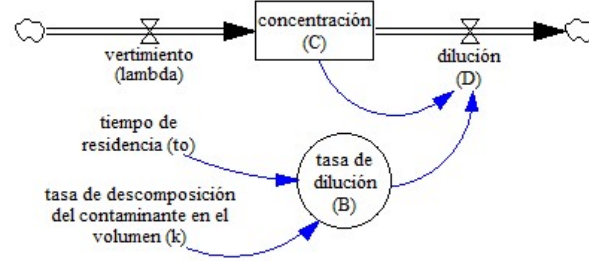 concentración
(C)
vertimiento
(lambda)
dilución
(D)
tiempo de
residencia (to)
tasa de
dilución
(B)
tasa de descomposición
del contaminante en el
volumen (k)